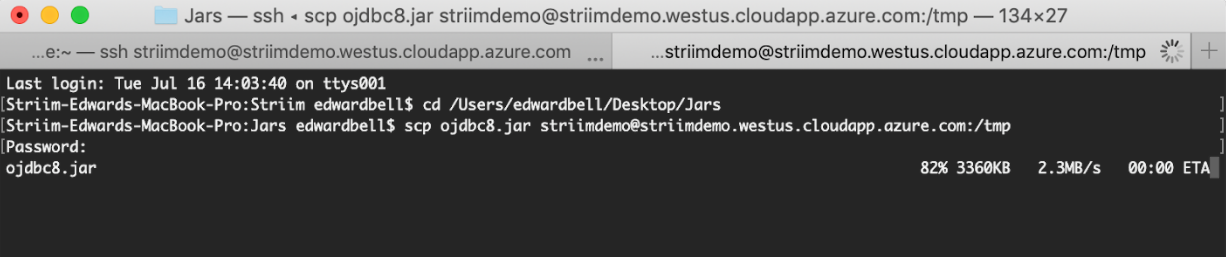 Jars — ssh ◂ scp ojdbc8.jar striimdemo@striimdemo.westus.cloudapp.azure.com:/tmp — 134×27
...e:~ — ssh striimdemo@striimdemo.westus.cloudapp.azure.com ...
...striimdemo@striimdemo.westus.cloudapp.azure.com:/tmp +
Last login: Tue Jul 16 14:03:40 on ttys001
[Striim-Edwards-MacBook-Pro:Striim edwardbell$ cd /Users/edwardbell/Desktop/Jars ]
[Striim-Edwards-MacBook-Pro:Jars edwardbell$ scp ojdbc8.jar striimdemo@striimdemo.westus.cloudapp.azure.com:/tmp ]
[Password: ]
ojdbc8.jar 82% 3360KB 2.3MB/s 00:00 ETA